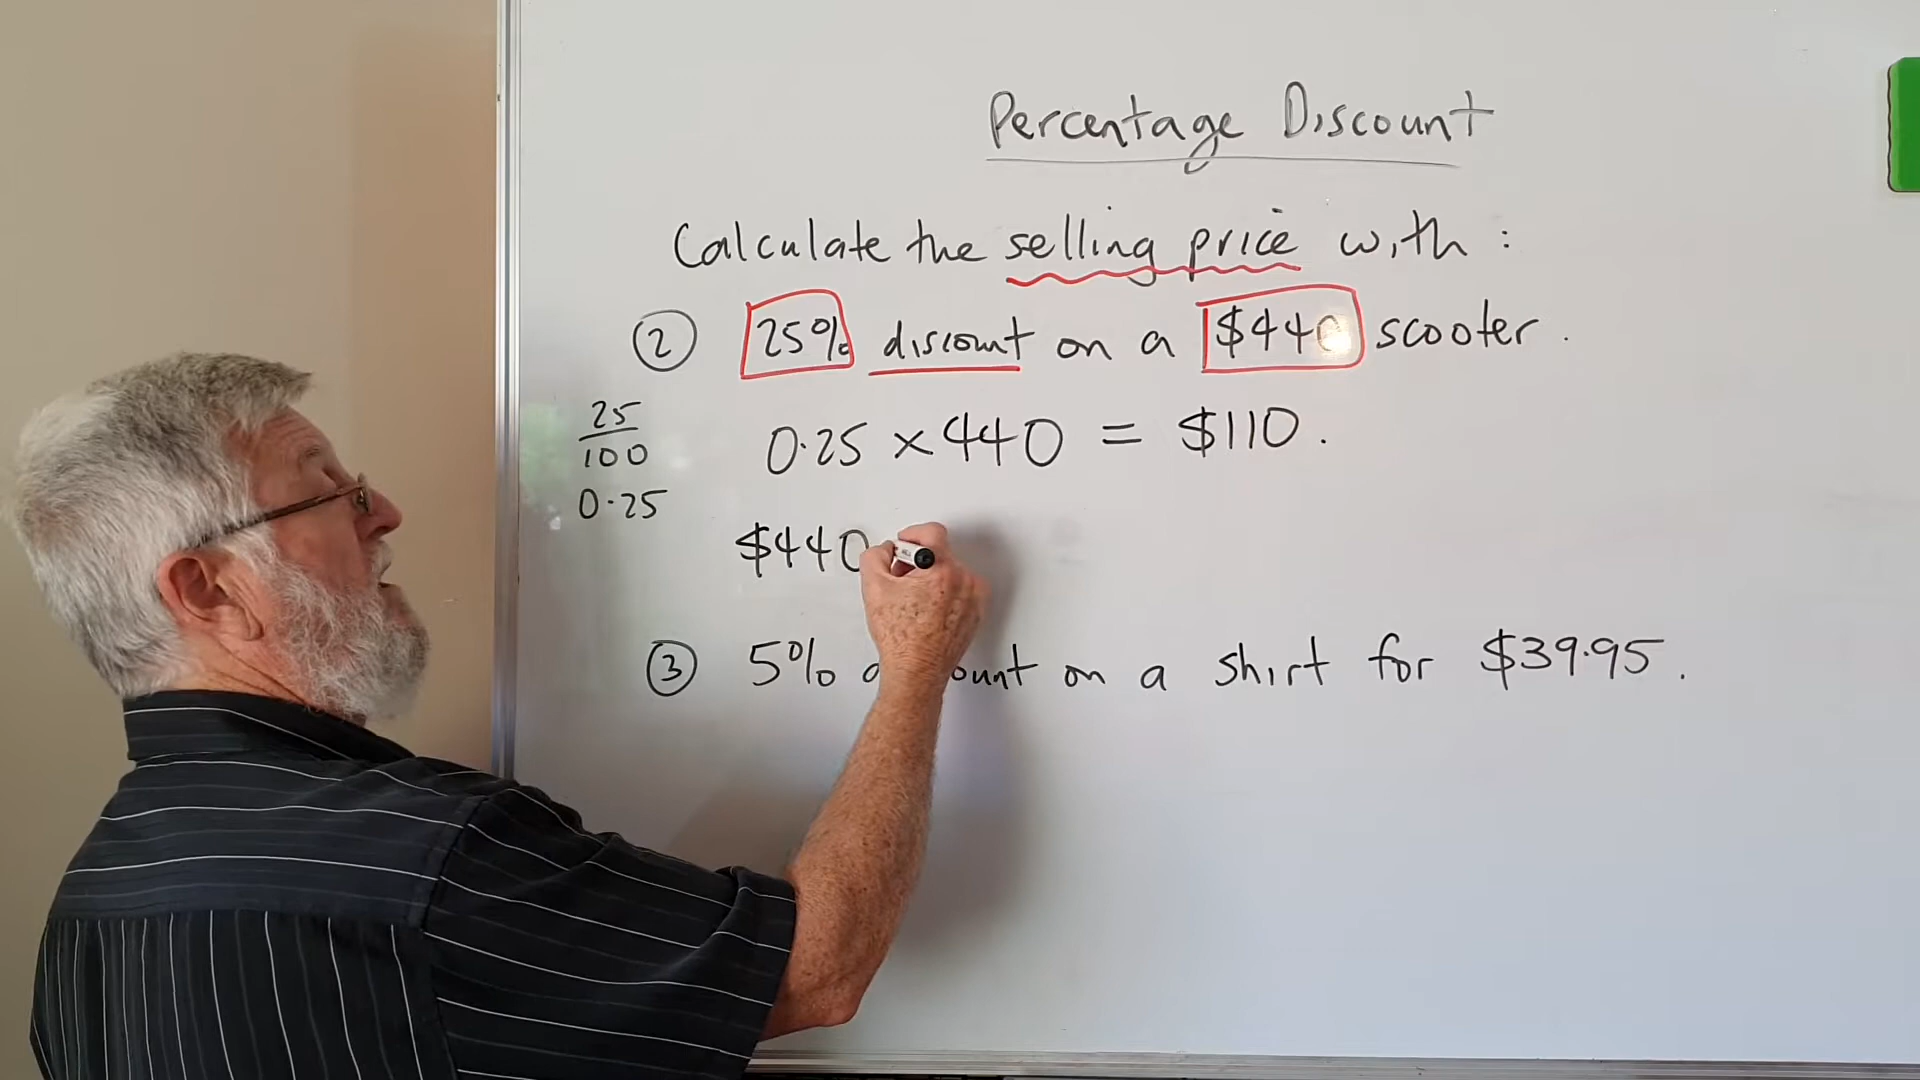 Percentage Discount
Calculate the selling price with :
② 25% discount on a $440 scooter.
25
100
0.25
0.25 × 440 = $110.
$440
③ 5% on a shirt for $39.95.